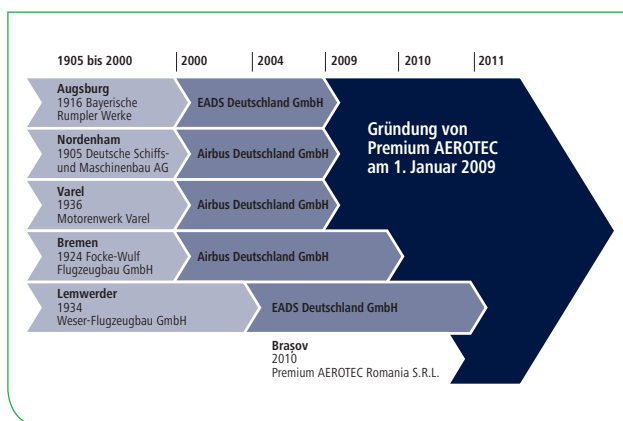 1905 bis 2000 2000 2004 2009 2010 2011
Augsburg
1916 Bayerische
Rumpler Werke
EADS Deutschland GmbH
Nordenham
1905 Deutsche Schiffs-
und Maschinenbau AG
Airbus Deutschland GmbH
Varel
1936
Motorenwerk Varel
Airbus Deutschland GmbH
Bremen
1924 Focke-Wulf
Flugzeugbau GmbH
Airbus Deutschland GmbH
Lemwerder
1934
Weser-Flugzeugbau GmbH
EADS Deutschland GmbH
Brașov
2010
Premium AEROTEC Romania S.R.L.
Gründung von
Premium AEROTEC
am 1. Januar 2009